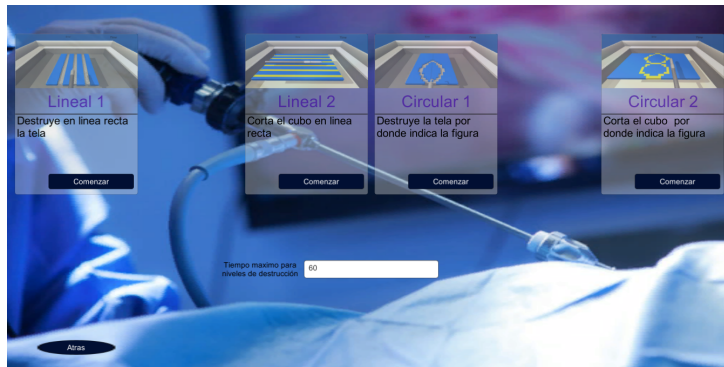 Lineal 1
Destruye en linea recta
la tela
Comenzar
Lineal 2
Corta el cubo en linea
recta
Comenzar
Circular 1
Destruye la tela por
donde indica la figura
Comenzar
Circular 2
Corta el cubo por
donde indica la figura
Comenzar
Tiempo maximo para
niveles de destrucción
60
Atras